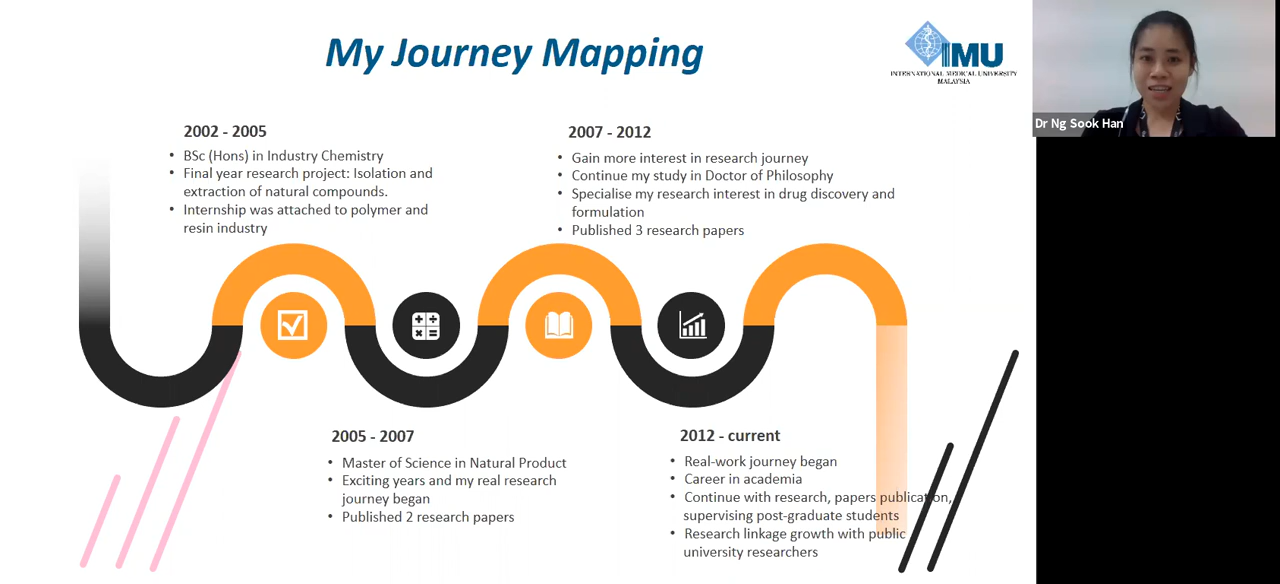 My Journey Mapping
IMU
INTERNATIONAL MEDICAL UNIVERSITY
MALAYSIA
Dr Ng Sook Han
2002 - 2005
• BSc (Hons) in Industry Chemistry
• Final year research project: Isolation and
extraction of natural compounds.
• Internship was attached to polymer and
resin industry
2007 - 2012
• Gain more interest in research journey
• Continue my study in Doctor of Philosophy
• Specialise my research interest in drug discovery and
formulation
• Published 3 research papers
2005 - 2007
• Master of Science in Natural Product
• Exciting years and my real research
journey began
• Published 2 research papers
2012 - current
• Real-work journey began
• Career in academia
• Continue with research, papers publication,
supervising post-graduate students
• Research linkage growth with public
university researchers